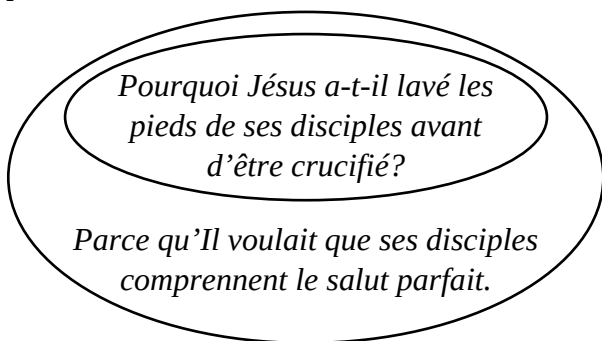 Pourquoi Jésus a-t-il lavé les
pieds de ses disciples avant
d’être crucifié?
Parce qu’Il voulait que ses disciples
comprennent le salut parfait.